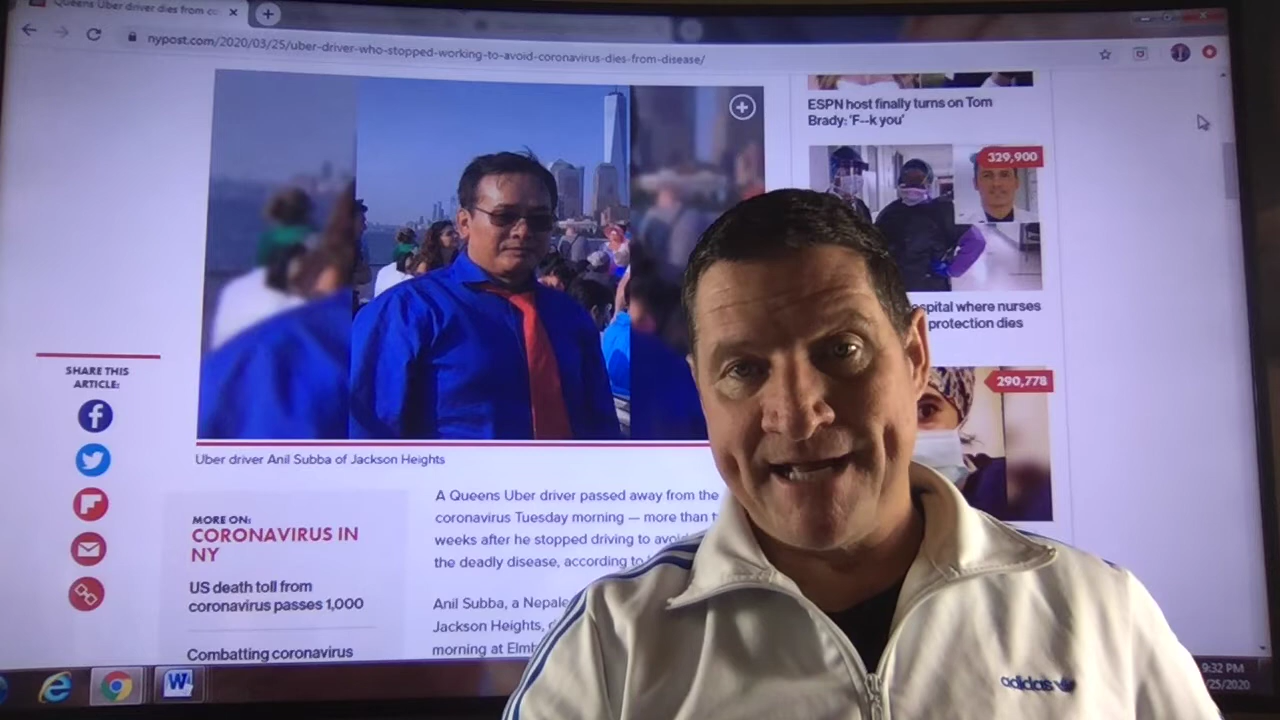 Queens Uber driver dies from co
nypost.com/2020/03/25/uber-driver-who-stopped-working-to-avoid-coronavirus-dies-from-disease/
ESPN host finally turns on Tom
Brady: 'F--k you'
329,900
spital where nurses
protection dies
290,778
SHARE THIS
ARTICLE:
Uber driver Anil Subba of Jackson Heights
A Queens Uber driver passed away from the
coronavirus Tuesday morning — more than
weeks after he stopped driving to avoid
the deadly disease, according to
Anil Subba, a Nepale
Jackson Heights,
morning at Elmh
MORE ON:
CORONAVIRUS IN
NY
US death toll from
coronavirus passes 1,000
Combatting coronavirus
adidas
9:32 PM
/25/2020